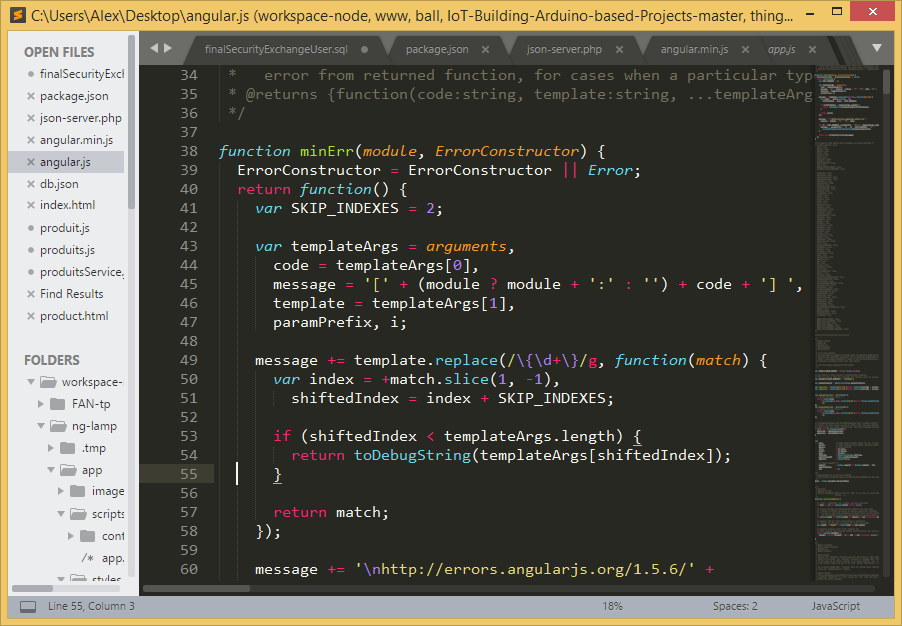 C:\Users\Alex\Desktop\angular.js (workspace-node, www, ball, IoT-Building-Arduino-based-Projects-master, thing...
OPEN FILES
finalSecurityExch
package.json
json-server.php
angular.min.js
angular.js
db.json
index.html
produit.js
produits.js
produitsService.
Find Results
product.html
FOLDERS
workspace-
FAN-tp
ng-lamp
.tmp
app
image
scripts
cont
/* app.
styles
finalSecurityExchangeUser.sql
package.json
json-server.php
angular.min.js
app.js
34 *   error from returned function, for cases when a particular typ
35 * @returns {function(code:string, template:string, ...templateArg
36 */
37
38 function minErr(module, ErrorConstructor) {
39   ErrorConstructor = ErrorConstructor || Error;
40   return function() {
41     var SKIP_INDEXES = 2;
42
43     var templateArgs = arguments,
44       code = templateArgs[0],
45       message = '[' + (module ? module + ':' : '') + code + '] ',
46       template = templateArgs[1],
47       paramPrefix, i;
48
49     message += template.replace(/\{\d+\}/g, function(match) {
50       var index = +match.slice(1, -1),
51         shiftedIndex = index + SKIP_INDEXES;
52
53       if (shiftedIndex < templateArgs.length) {
54         return toDebugString(templateArgs[shiftedIndex]);
55       }
56
57       return match;
58     });
59
60     message += '\nhttp://errors.angularjs.org/1.5.6/' +
Line 55, Column 3
18%
Spaces: 2
JavaScript